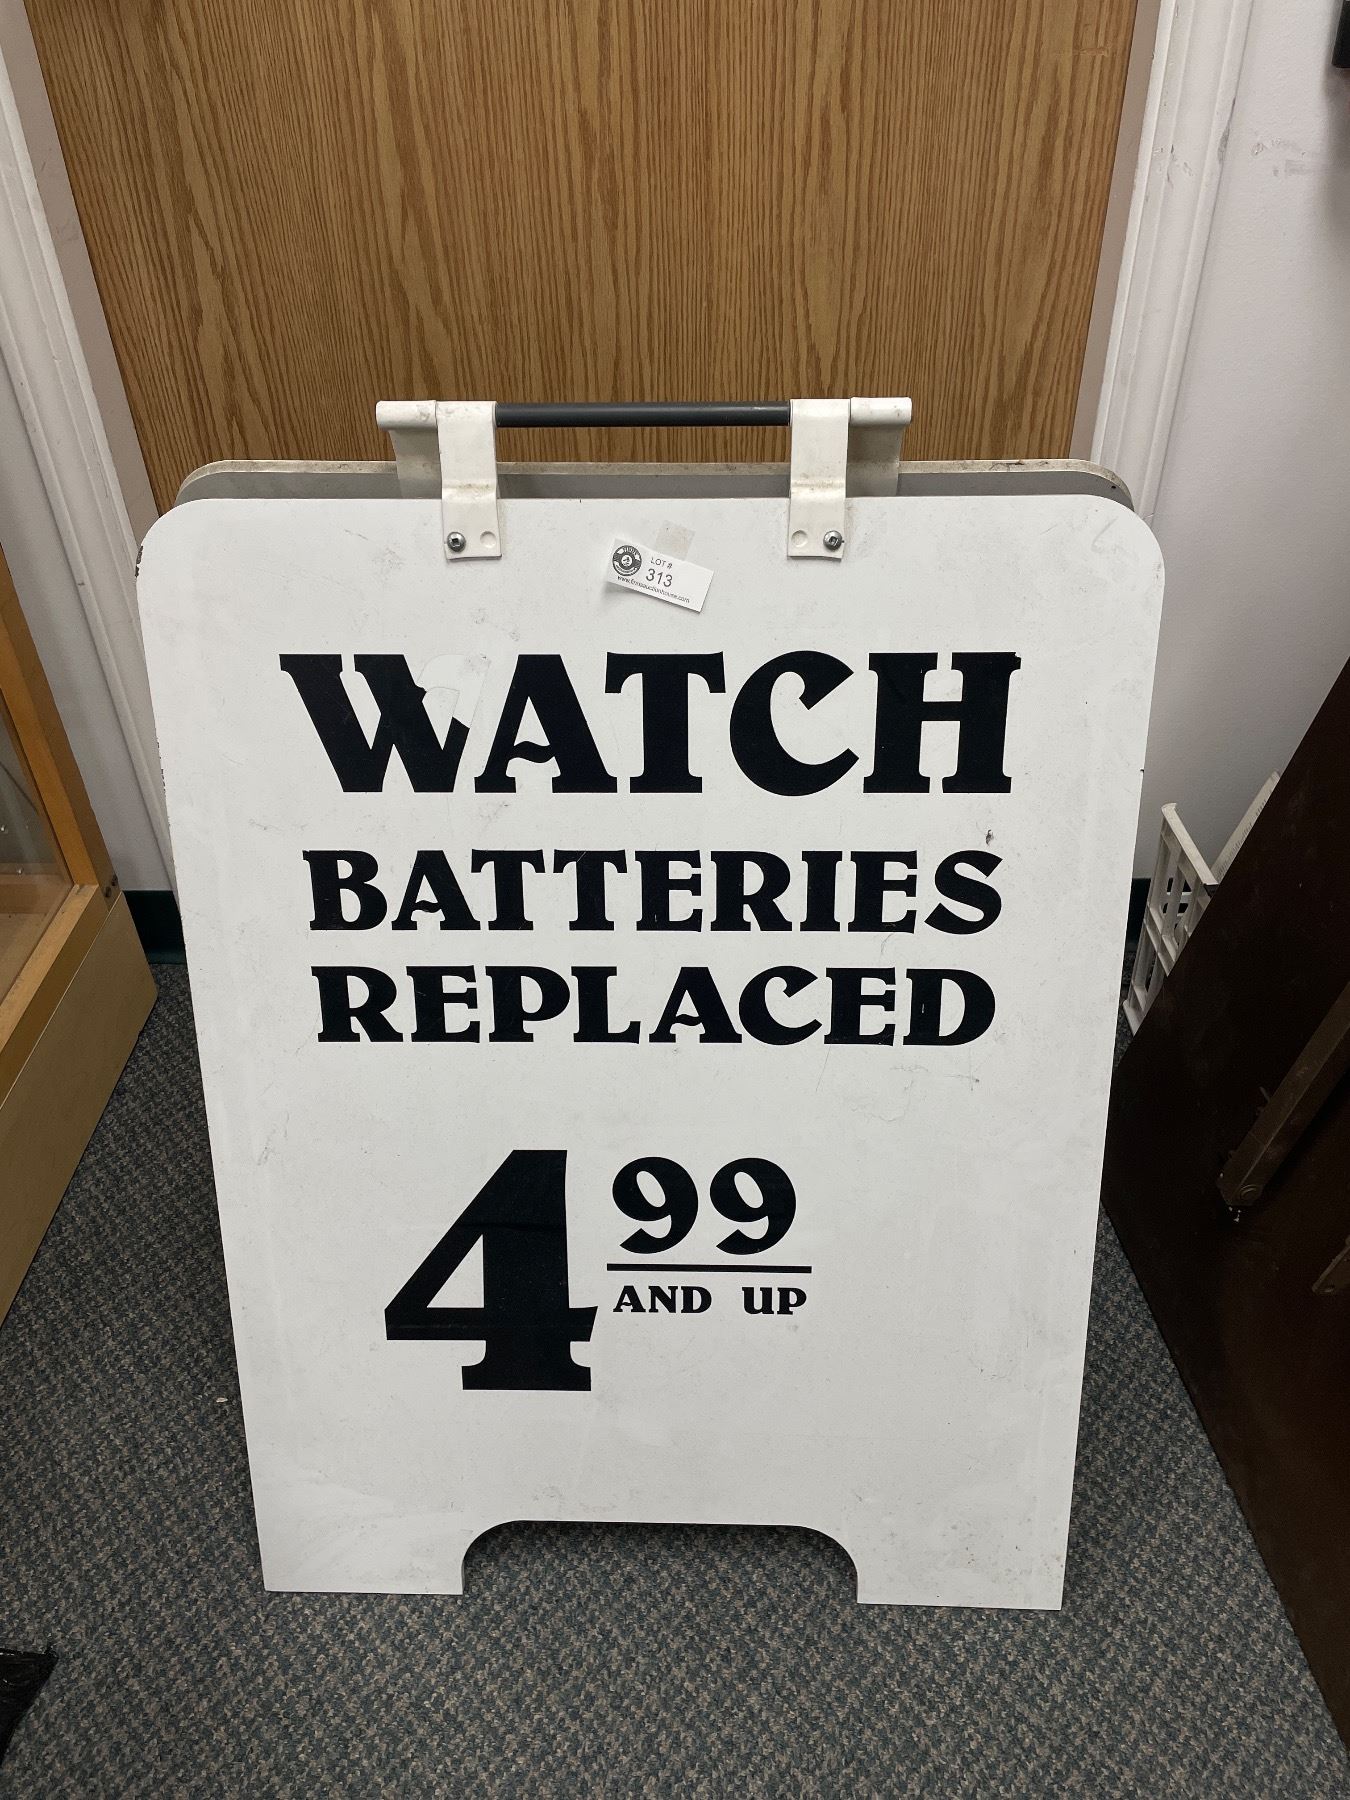 LOT #
313
WATCH
BATTERIES
REPLACED
4 99
AND UP